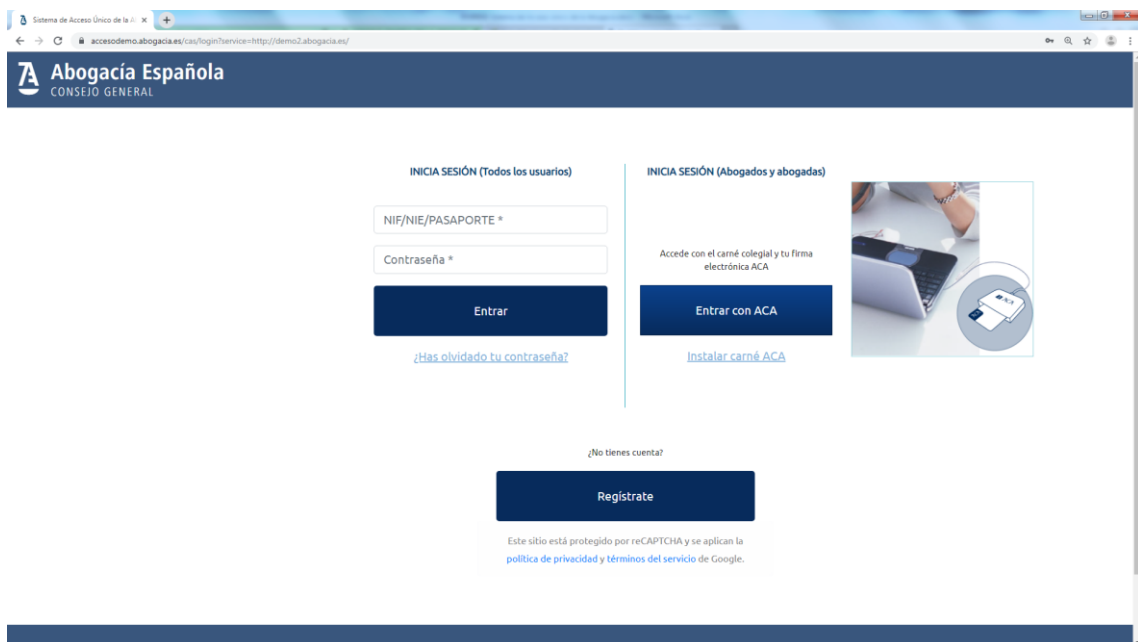 Sistema de Acceso Único de la A
accesodemo.abogacia.es/cas/login?service=http://demo2.abogacia.es/
Abogacía Española
CONSEJO GENERAL
INICIA SESIÓN (Todos los usuarios)
NIF/NIE/PASAPORTE *
Contraseña *
Entrar
¿Has olvidado tu contraseña?
INICIA SESIÓN (Abogados y abogadas)
Accede con el carné colegial y tu firma
electrónica ACA
Entrar con ACA
Instalar carné ACA
ACA
¿No tienes cuenta?
Regístrate
Este sitio está protegido por reCAPTCHA y se aplican la
política de privacidad y términos del servicio de Google.